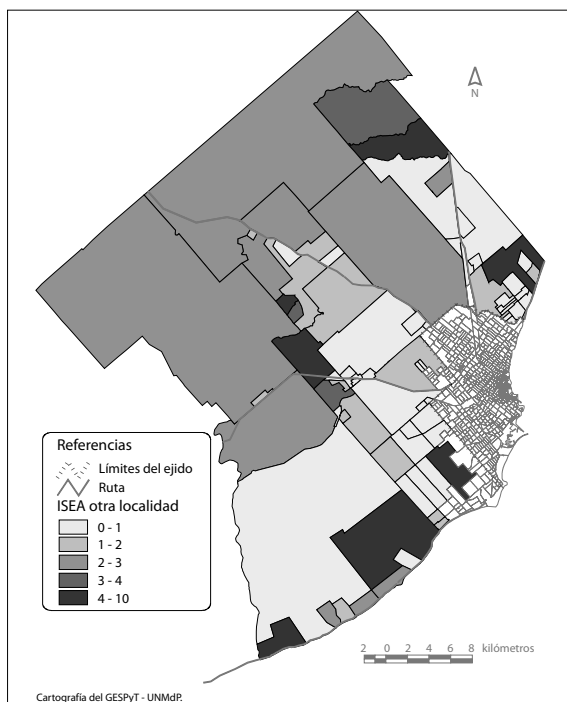 N
Referencias
Límites del ejido
Ruta
ISEA otra localidad
0 - 1
1 - 2
2 - 3
3 - 4
4 - 10
2 0 2 4 6 8 kilómetros
Cartografía del GESPyT - UNMdP.